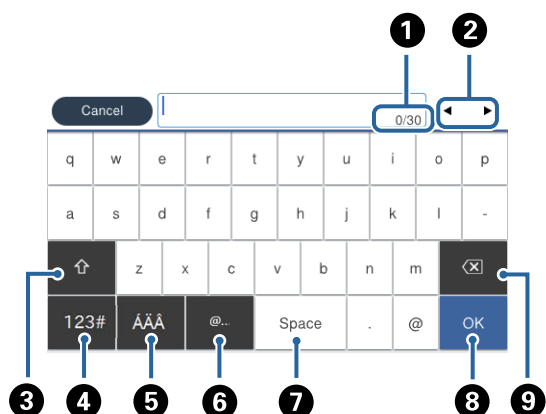 1 2
Cancel 0/30 ◄ ►
q w e r t y u i o p
a s d f g h j k l -
z x c v b n m
123# ÁÄÂ @... Space . @ OK
3 4 5 6 7 8 9